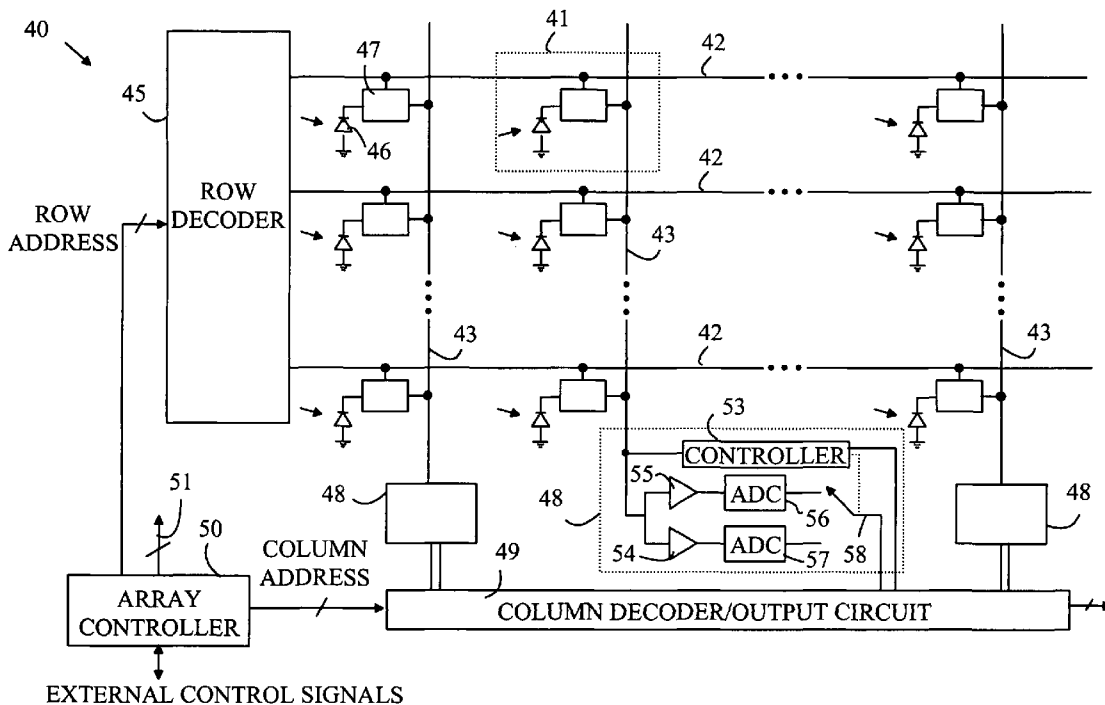 40
41
42
47
45
46
ROW
DECODER
ROW
ADDRESS
42
43
43
42
43
53
CONTROLLER
55
ADC
56
48
51
50
48
54
ADC
57
58
48
COLUMN
ADDRESS
49
ARRAY
CONTROLLER
COLUMN DECODER/OUTPUT CIRCUIT
EXTERNAL CONTROL SIGNALS